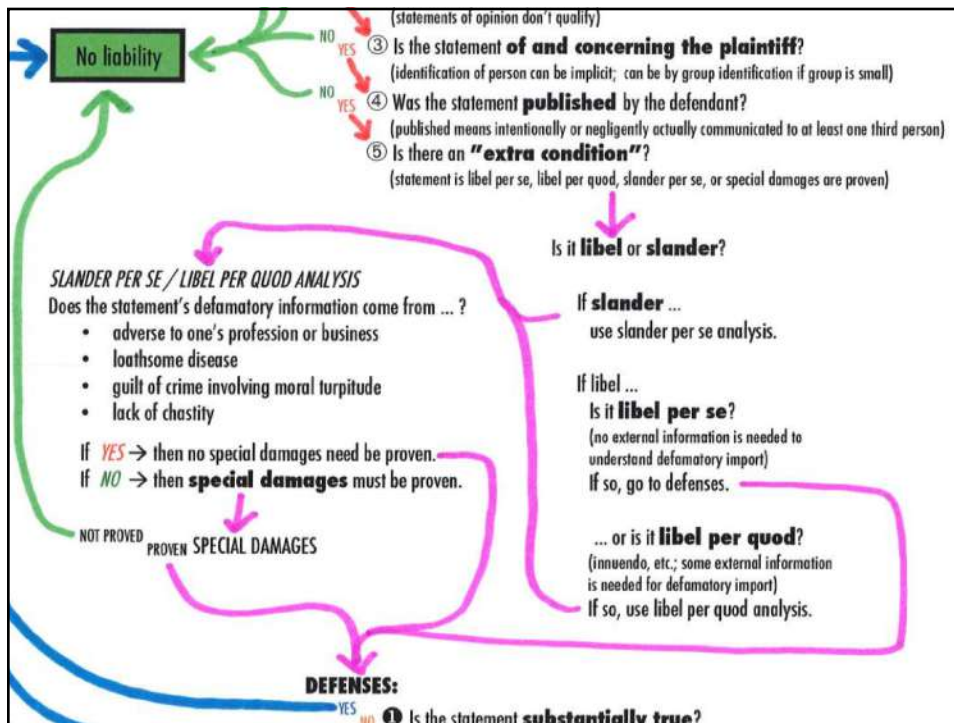 (statements of opinion don't qualify)
No liability
NO YES ③ Is the statement of and concerning the plaintiff?
(identification of person can be implicit; can be by group identification if group is small)
NO YES ④ Was the statement published by the defendant?
(published means intentionally or negligently actually communicated to at least one third person)
⑤ Is there an "extra condition"?
(statement is libel per se, libel per quod, slander per se, or special damages are proven)
Is it libel or slander?
SLANDER PER SE / LIBEL PER QUOD ANALYSIS
Does the statement's defamatory information come from ... ?
• adverse to one's profession or business
• loathsome disease
• guilt of crime involving moral turpitude
• lack of chastity
If YES → then no special damages need be proven.
If NO → then special damages must be proven.
NOT PROVED PROVEN SPECIAL DAMAGES
If slander ...
use slander per se analysis.
If libel ...
Is it libel per se?
(no external information is needed to
understand defamatory import)
If so, go to defenses.
... or is it libel per quod?
(innuendo, etc.; some external information
is needed for defamatory import)
If so, use libel per quod analysis.
DEFENSES:
YES NO ❶ Is the statement substantially true?